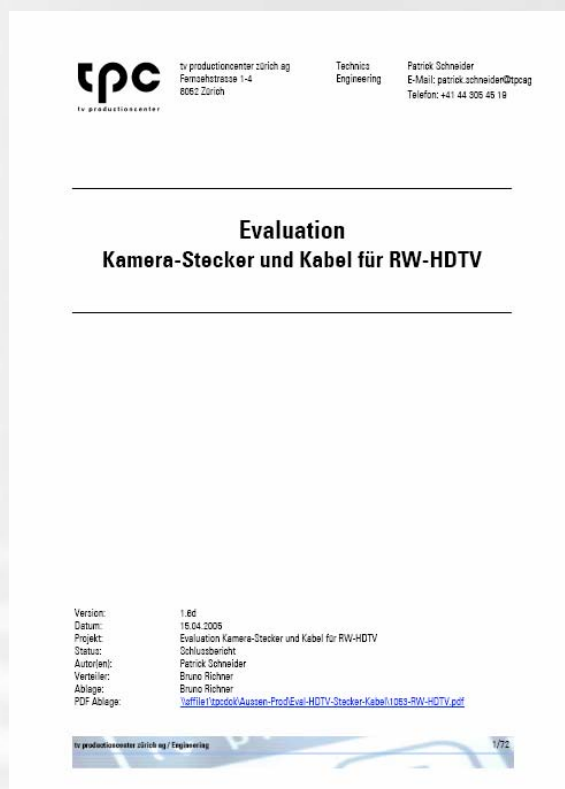 tpc
tv productioncenter
tv productioncenter zürich ag
Fernsehstrasse 1-4
8052 Zürich
Technics
Engineering
Patrick Schneider
E-Mail: patrick.schneider@tpcag
Telefon: +41 44 305 45 19
Evaluation
Kamera-Stecker und Kabel für RW-HDTV
Version: 1.6d
Datum: 15.04.2005
Projekt: Evaluation Kamera-Stecker und Kabel für RW-HDTV
Status: Schlussbericht
Autor(en): Patrick Schneider
Verteiler: Bruno Richner
Ablage: Bruno Richner
PDF Ablage: \\affile1\tpcdok\Aussen-Prod\Eval-HDTV-Stecker-Kabel\1053-RW-HDTV.pdf
tv productioncenter zürich ag / Engineering 1/72